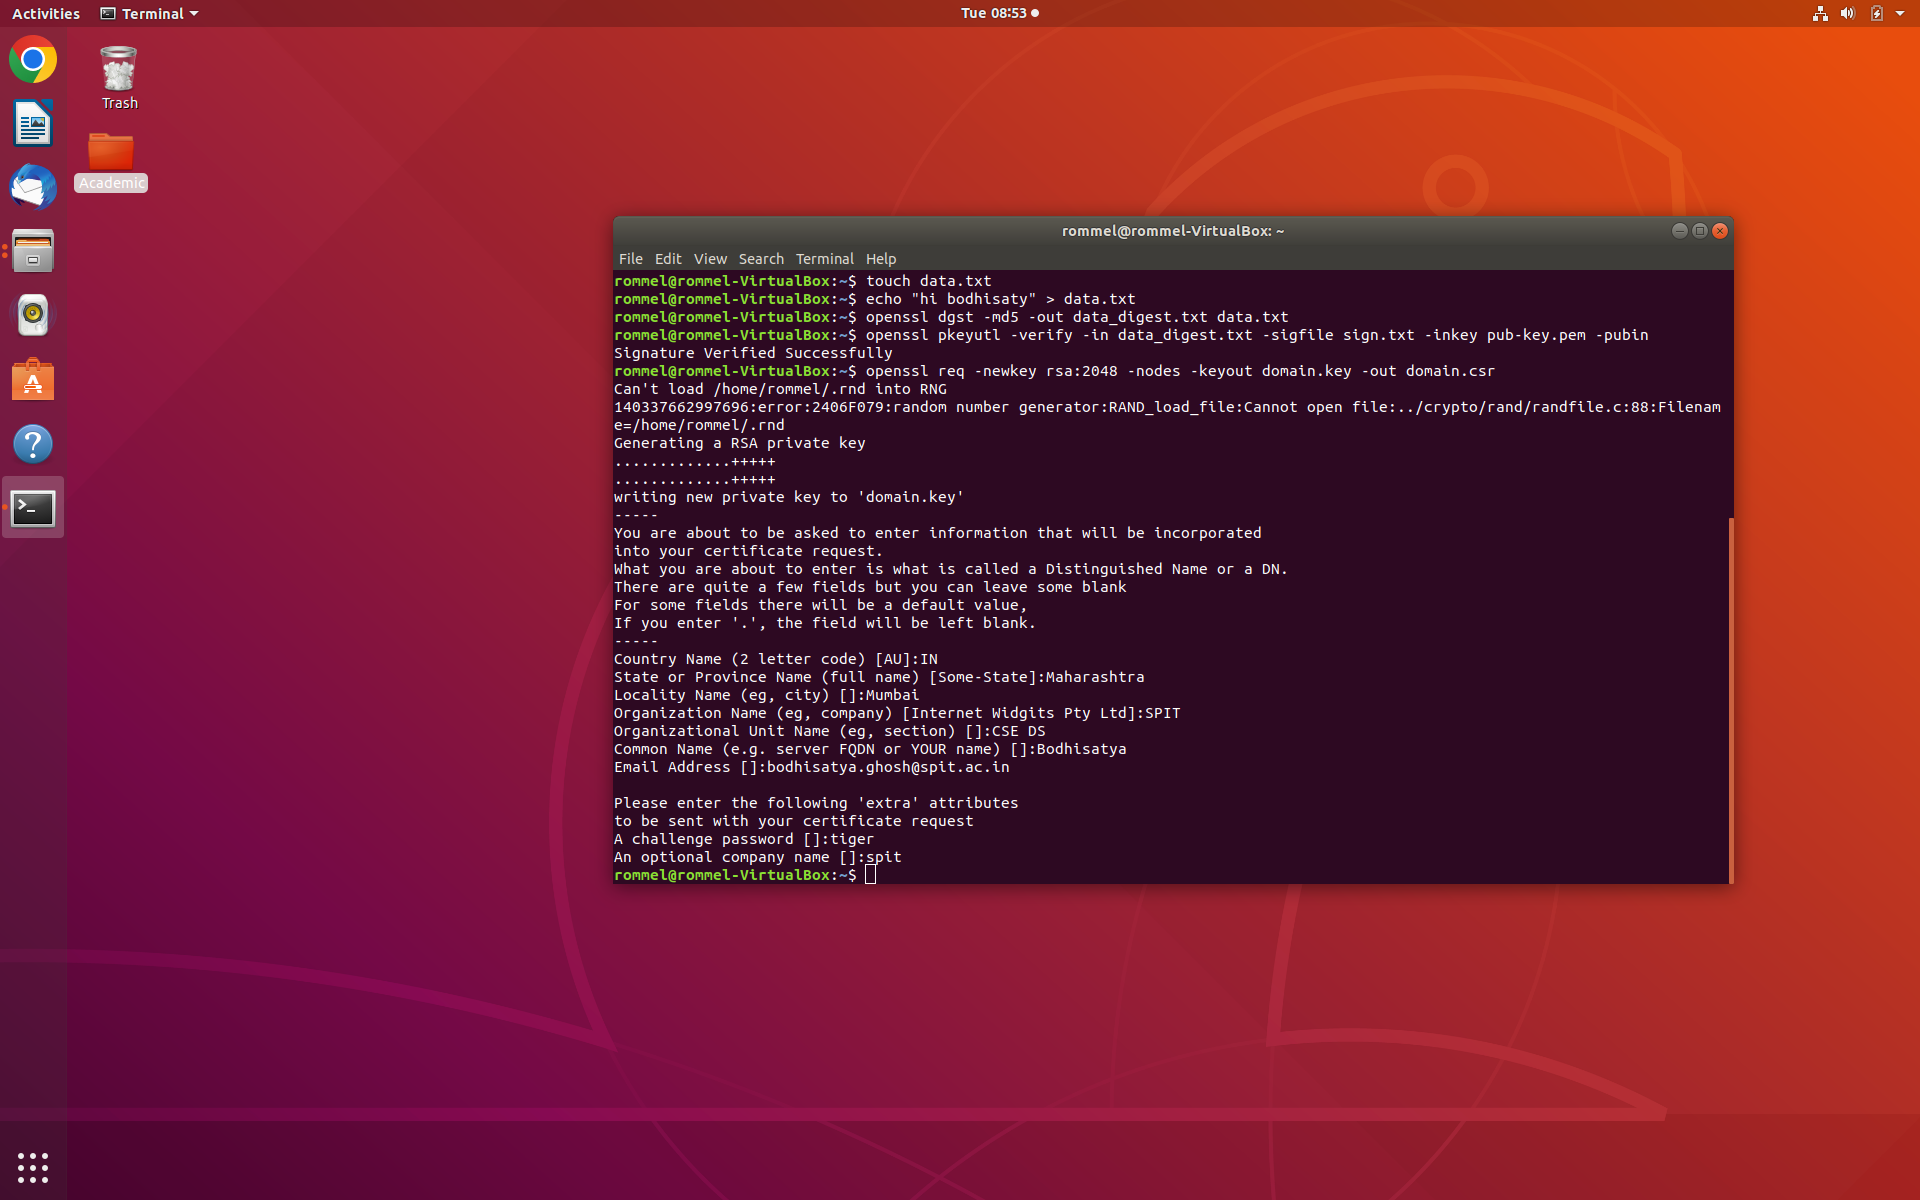 Activities Terminal Tue 08:53
Trash
Academic
rommel@rommel-VirtualBox: ~
File Edit View Search Terminal Help
rommel@rommel-VirtualBox:~$ touch data.txt
rommel@rommel-VirtualBox:~$ echo "hi bodhisaty" > data.txt
rommel@rommel-VirtualBox:~$ openssl dgst -md5 -out data_digest.txt data.txt
rommel@rommel-VirtualBox:~$ openssl pkeyutl -verify -in data_digest.txt -sigfile sign.txt -inkey pub-key.pem -pubin
Signature Verified Successfully
rommel@rommel-VirtualBox:~$ openssl req -newkey rsa:2048 -nodes -keyout domain.key -out domain.csr
Can't load /home/rommel/.rnd into RNG
140337662997696:error:2406F079:random number generator:RAND_load_file:Cannot open file:../crypto/rand/randfile.c:88:Filenam
e=/home/rommel/.rnd
Generating a RSA private key
.............+++++
.............+++++
writing new private key to 'domain.key'
-----
You are about to be asked to enter information that will be incorporated
into your certificate request.
What you are about to enter is what is called a Distinguished Name or a DN.
There are quite a few fields but you can leave some blank
For some fields there will be a default value,
If you enter '.', the field will be left blank.
-----
Country Name (2 letter code) [AU]:IN
State or Province Name (full name) [Some-State]:Maharashtra
Locality Name (eg, city) []:Mumbai
Organization Name (eg, company) [Internet Widgits Pty Ltd]:SPIT
Organizational Unit Name (eg, section) []:CSE DS
Common Name (e.g. server FQDN or YOUR name) []:Bodhisatya
Email Address []:bodhisatya.ghosh@spit.ac.in

Please enter the following 'extra' attributes
to be sent with your certificate request
A challenge password []:tiger
An optional company name []:spit
rommel@rommel-VirtualBox:~$